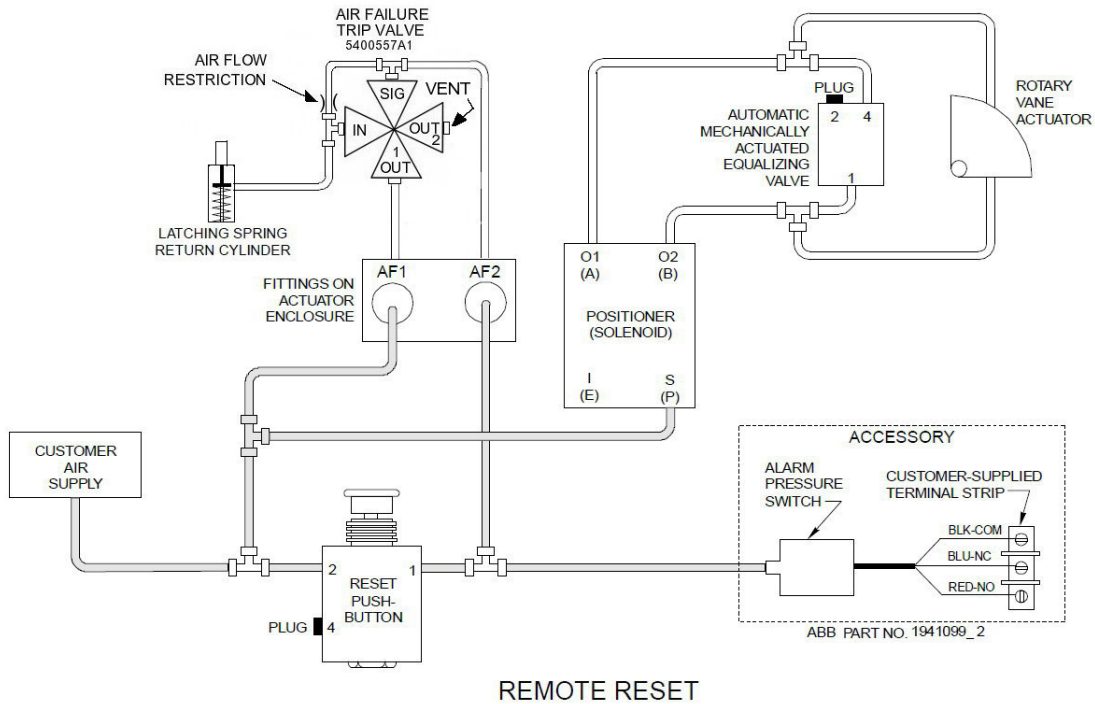 AIR FAILURE
TRIP VALVE
5400557A1
AIR FLOW
RESTRICTION
SIG
VENT
IN
OUT
2
1
OUT
LATCHING SPRING
RETURN CYLINDER
AF1
AF2
FITTINGS ON
ACTUATOR
ENCLOSURE
PLUG
2
4
1
AUTOMATIC
MECHANICALLY
ACTUATED
EQUALIZING
VALVE
ROTARY
VANE
ACTUATOR
O1
(A)
O2
(B)
POSITIONER
(SOLENOID)
I
(E)
S
(P)
CUSTOMER
AIR
SUPPLY
2
1
RESET
PUSH-
BUTTON
PLUG
4
ACCESSORY
ALARM
PRESSURE
SWITCH
CUSTOMER-SUPPLIED
TERMINAL STRIP
BLK-COM
BLU-NC
RED-NO
ABB PART NO. 1941099_2
REMOTE RESET